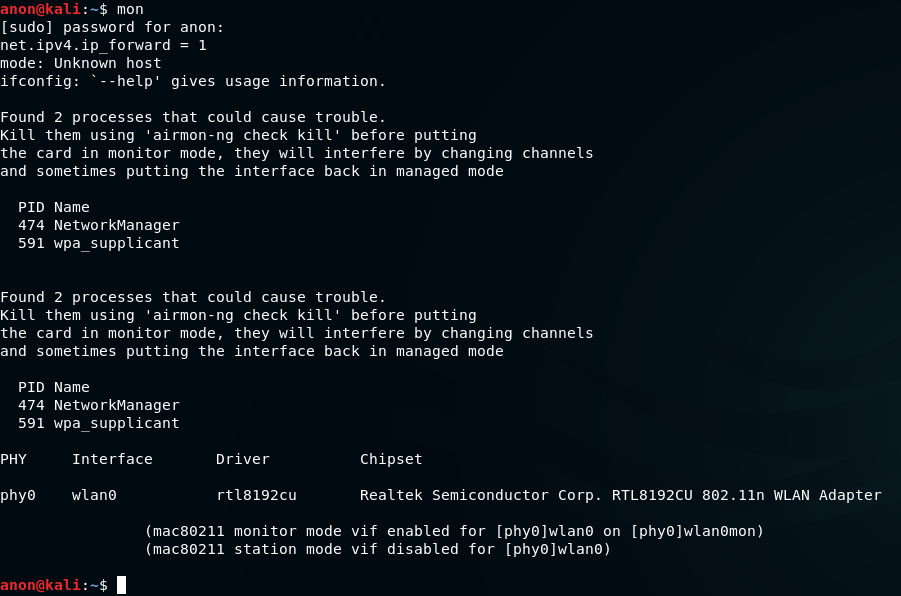 anon@kali:~$ mon
[sudo] password for anon:
net.ipv4.ip_forward = 1
mode: Unknown host
ifconfig: `--help' gives usage information.
Found 2 processes that could cause trouble.
Kill them using 'airmon-ng check kill' before putting
the card in monitor mode, they will interfere by changing channels
and sometimes putting the interface back in managed mode
PID Name
474 NetworkManager
591 wpa_supplicant
Found 2 processes that could cause trouble.
Kill them using 'airmon-ng check kill' before putting
the card in monitor mode, they will interfere by changing channels
and sometimes putting the interface back in managed mode
PID Name
474 NetworkManager
591 wpa_supplicant
PHY Interface Driver Chipset
phy0 wlan0 rtl8192cu Realtek Semiconductor Corp. RTL8192CU 802.11n WLAN Adapter
(mac80211 monitor mode vif enabled for [phy0]wlan0 on [phy0]wlan0mon)
(mac80211 station mode vif disabled for [phy0]wlan0)
anon@kali:~$